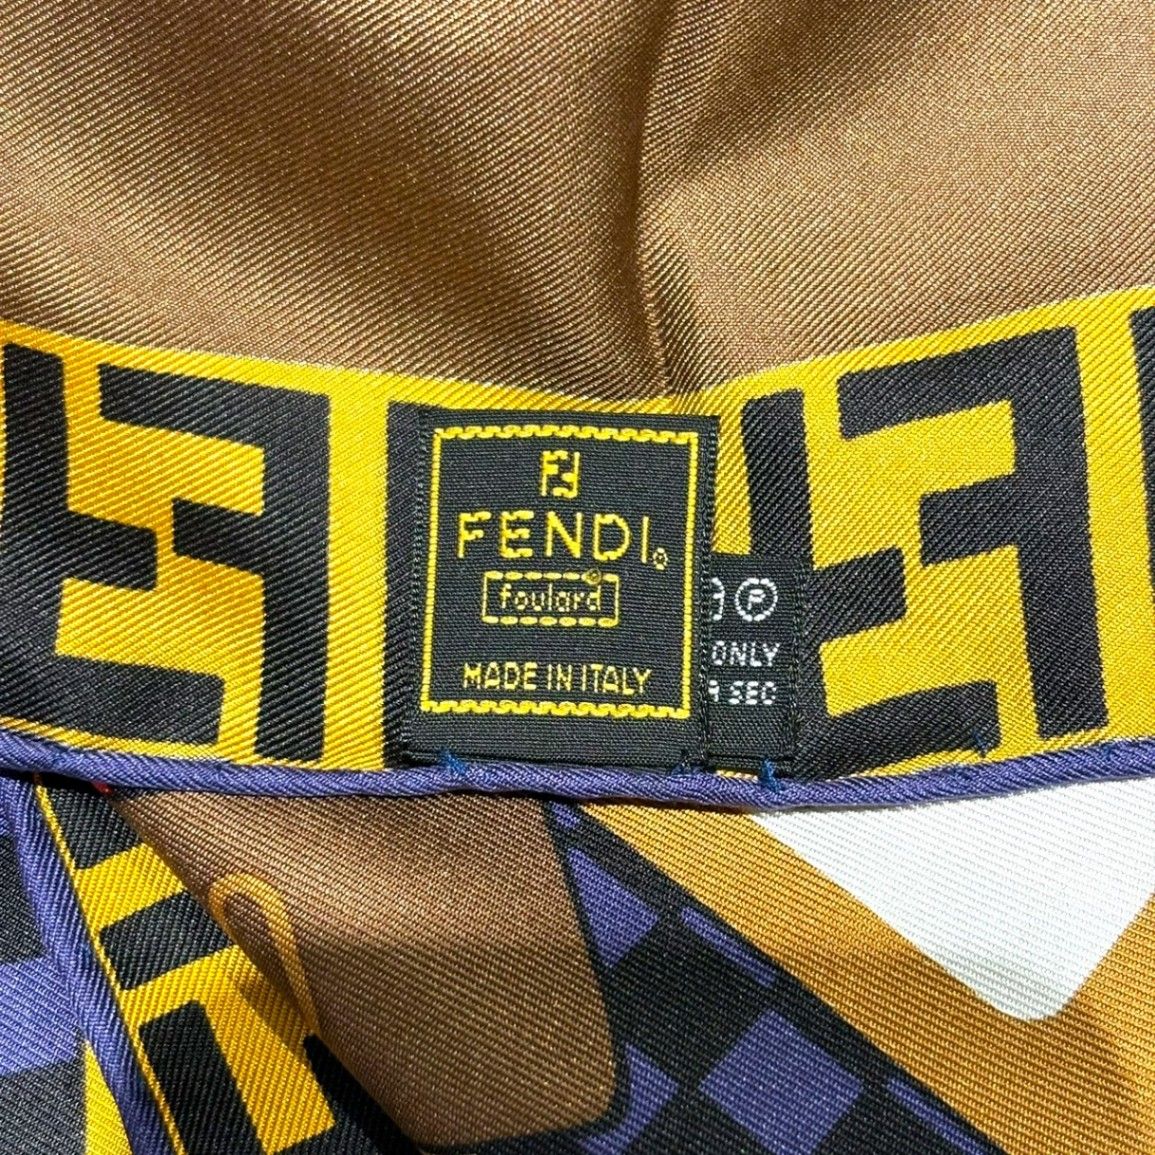 FENDI®
foulard
MADE IN ITALY
P
ONLY
SEC